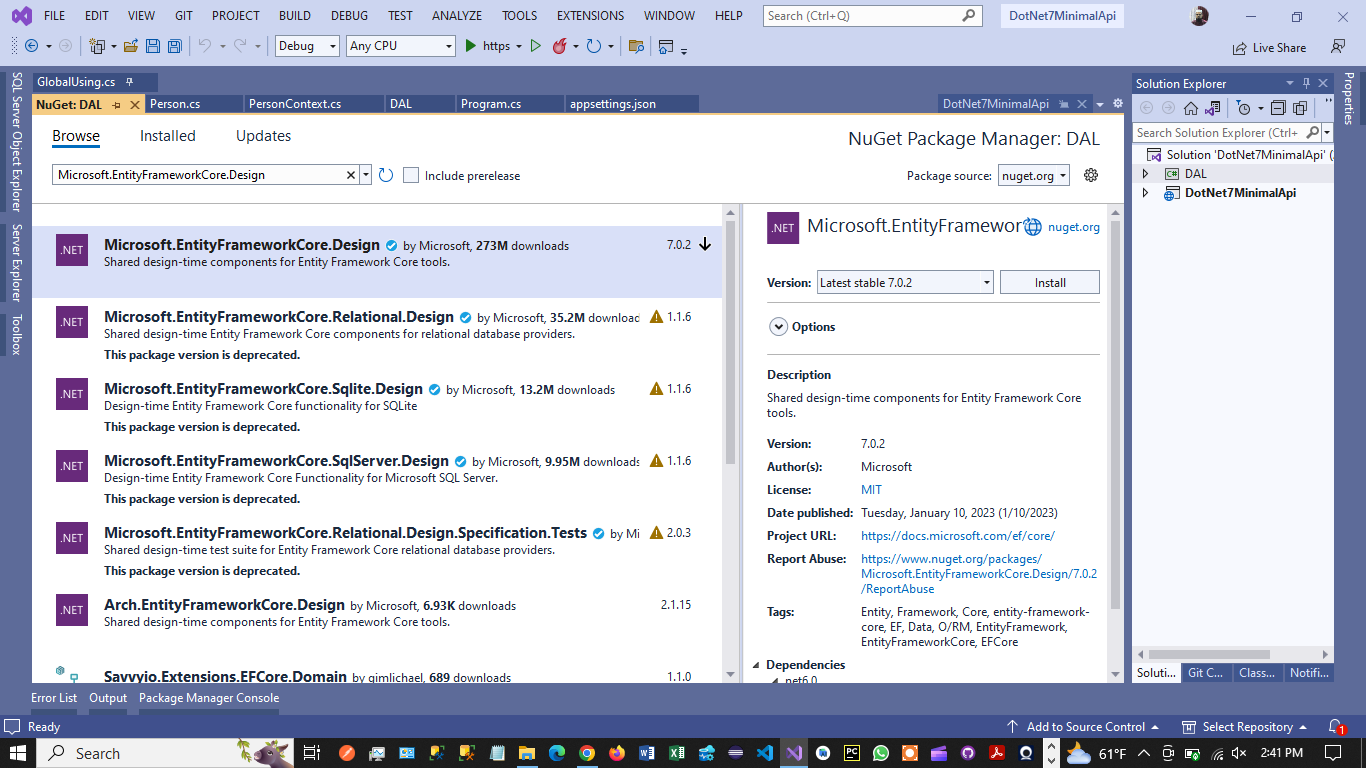 FILE EDIT VIEW GIT PROJECT BUILD DEBUG TEST ANALYZE TOOLS EXTENSIONS WINDOW HELP Search (Ctrl+Q) DotNet7MinimalApi
Debug Any CPU https Live Share
SQL Server Object Explorer
Server Explorer
Toolbox
GlobalUsing.cs
NuGet: DAL Person.cs PersonContext.cs DAL Program.cs appsettings.json DotNet7MinimalApi
Browse Installed Updates NuGet Package Manager: DAL
Microsoft.EntityFrameworkCore.Design Include prerelease Package source: nuget.org
.NET Microsoft.EntityFrameworkCore.Design by Microsoft, 273M downloads 7.0.2
Shared design-time components for Entity Framework Core tools.
.NET Microsoft.EntityFrameworkCore.Relational.Design by Microsoft, 35.2M downloads 1.1.6
Shared design-time Entity Framework Core components for relational database providers.
This package version is deprecated.
.NET Microsoft.EntityFrameworkCore.Sqlite.Design by Microsoft, 13.2M downloads 1.1.6
Design-time Entity Framework Core functionality for SQLite
This package version is deprecated.
.NET Microsoft.EntityFrameworkCore.SqlServer.Design by Microsoft, 9.95M downloads 1.1.6
Design-time Entity Framework Core Functionality for Microsoft SQL Server.
This package version is deprecated.
.NET Microsoft.EntityFrameworkCore.Relational.Design.Specification.Tests by Mi 2.0.3
Shared design-time test suite for Entity Framework Core relational database providers.
This package version is deprecated.
.NET Arch.EntityFrameworkCore.Design by Microsoft, 6.93K downloads 2.1.15
Shared design-time components for Entity Framework Core tools.
Savvyio.Extensions.EFCore.Domain by gimlichael, 689 downloads 1.1.0
.NET Microsoft.EntityFramewor nuget.org
Version: Latest stable 7.0.2 Install
Options
Description
Shared design-time components for Entity Framework Core
tools.
Version: 7.0.2
Author(s): Microsoft
License: MIT
Date published: Tuesday, January 10, 2023 (1/10/2023)
Project URL: https://docs.microsoft.com/ef/core/
Report Abuse: https://www.nuget.org/packages/
Microsoft.EntityFrameworkCore.Design/7.0.2
/ReportAbuse
Tags: Entity, Framework, Core, entity-framework-
core, EF, Data, O/RM, EntityFramework,
EntityFrameworkCore, EFCore
Dependencies
net6.0
Solution Explorer
Search Solution Explorer (Ctrl+
Solution 'DotNet7MinimalApi' (
C# DAL
DotNet7MinimalApi
Soluti... Git C... Class... Notifi...
Properties
Error List Output Package Manager Console
Ready Add to Source Control Select Repository 1
Search PC 61°F 2:41 PM